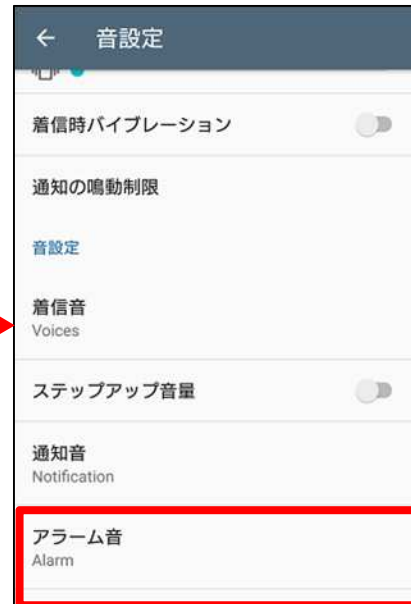 音設定
着信時バイブレーション
通知の鳴動制限
音設定
着信音
Voices
ステップアップ音量
通知音
Notification
アラーム音
Alarm